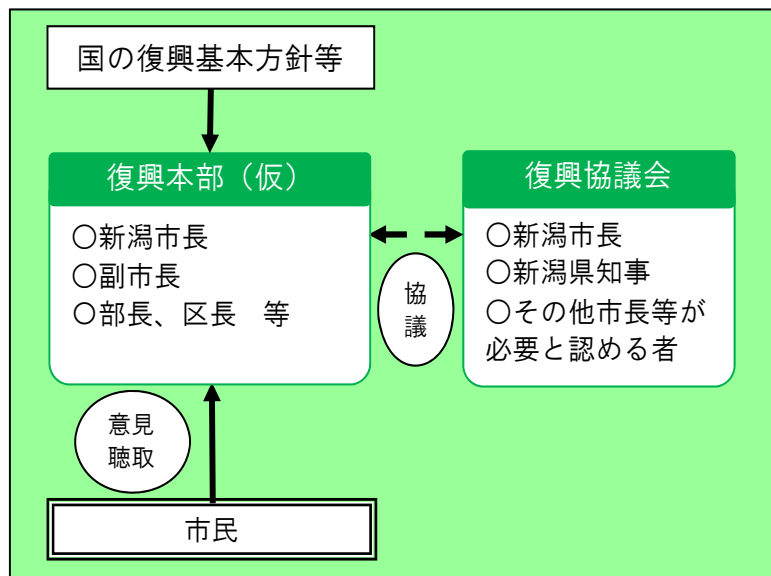 国の復興基本方針等
復興本部（仮）
○新潟市長
○副市長
○部長、区長　等
協
議
復興協議会
○新潟市長
○新潟県知事
○その他市長等が
必要と認める者
意見
聴取
市民